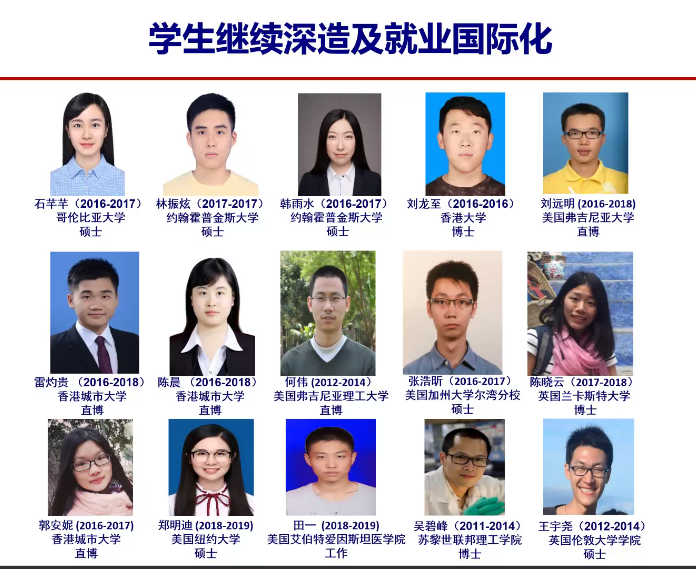 学生继续深造及就业国际化
石芊芊（2016-2017)
哥伦比亚大学
硕士
林振炫（2017-2017)
约翰霍普金斯大学
硕士
韩雨水（2016-2017)
约翰霍普金斯大学
硕士
刘龙至（2016-2016)
香港大学
博士
刘远明 (2016-2018)
美国弗吉尼亚大学
直博
雷灼贵 （2016-2018）
香港城市大学
直博
陈晨 （2016-2018）
香港城市大学
直博
何伟 (2012-2014）
美国弗吉尼亚理工大学
直博
张浩昕（2016-2017)
美国加州大学尔湾分校
硕士
陈晓云（2017-2018)
英国兰卡斯特大学
博士
郭安妮 (2016-2017)
香港城市大学
直博
郑明迪 (2018-2019)
美国纽约大学
硕士
田一 (2018-2019)
美国艾伯特爱因斯坦医学院
工作
吴碧峰（2011-2014）
苏黎世联邦理工学院
博士
王宇尧（2012-2014）
英国伦敦大学学院
硕士